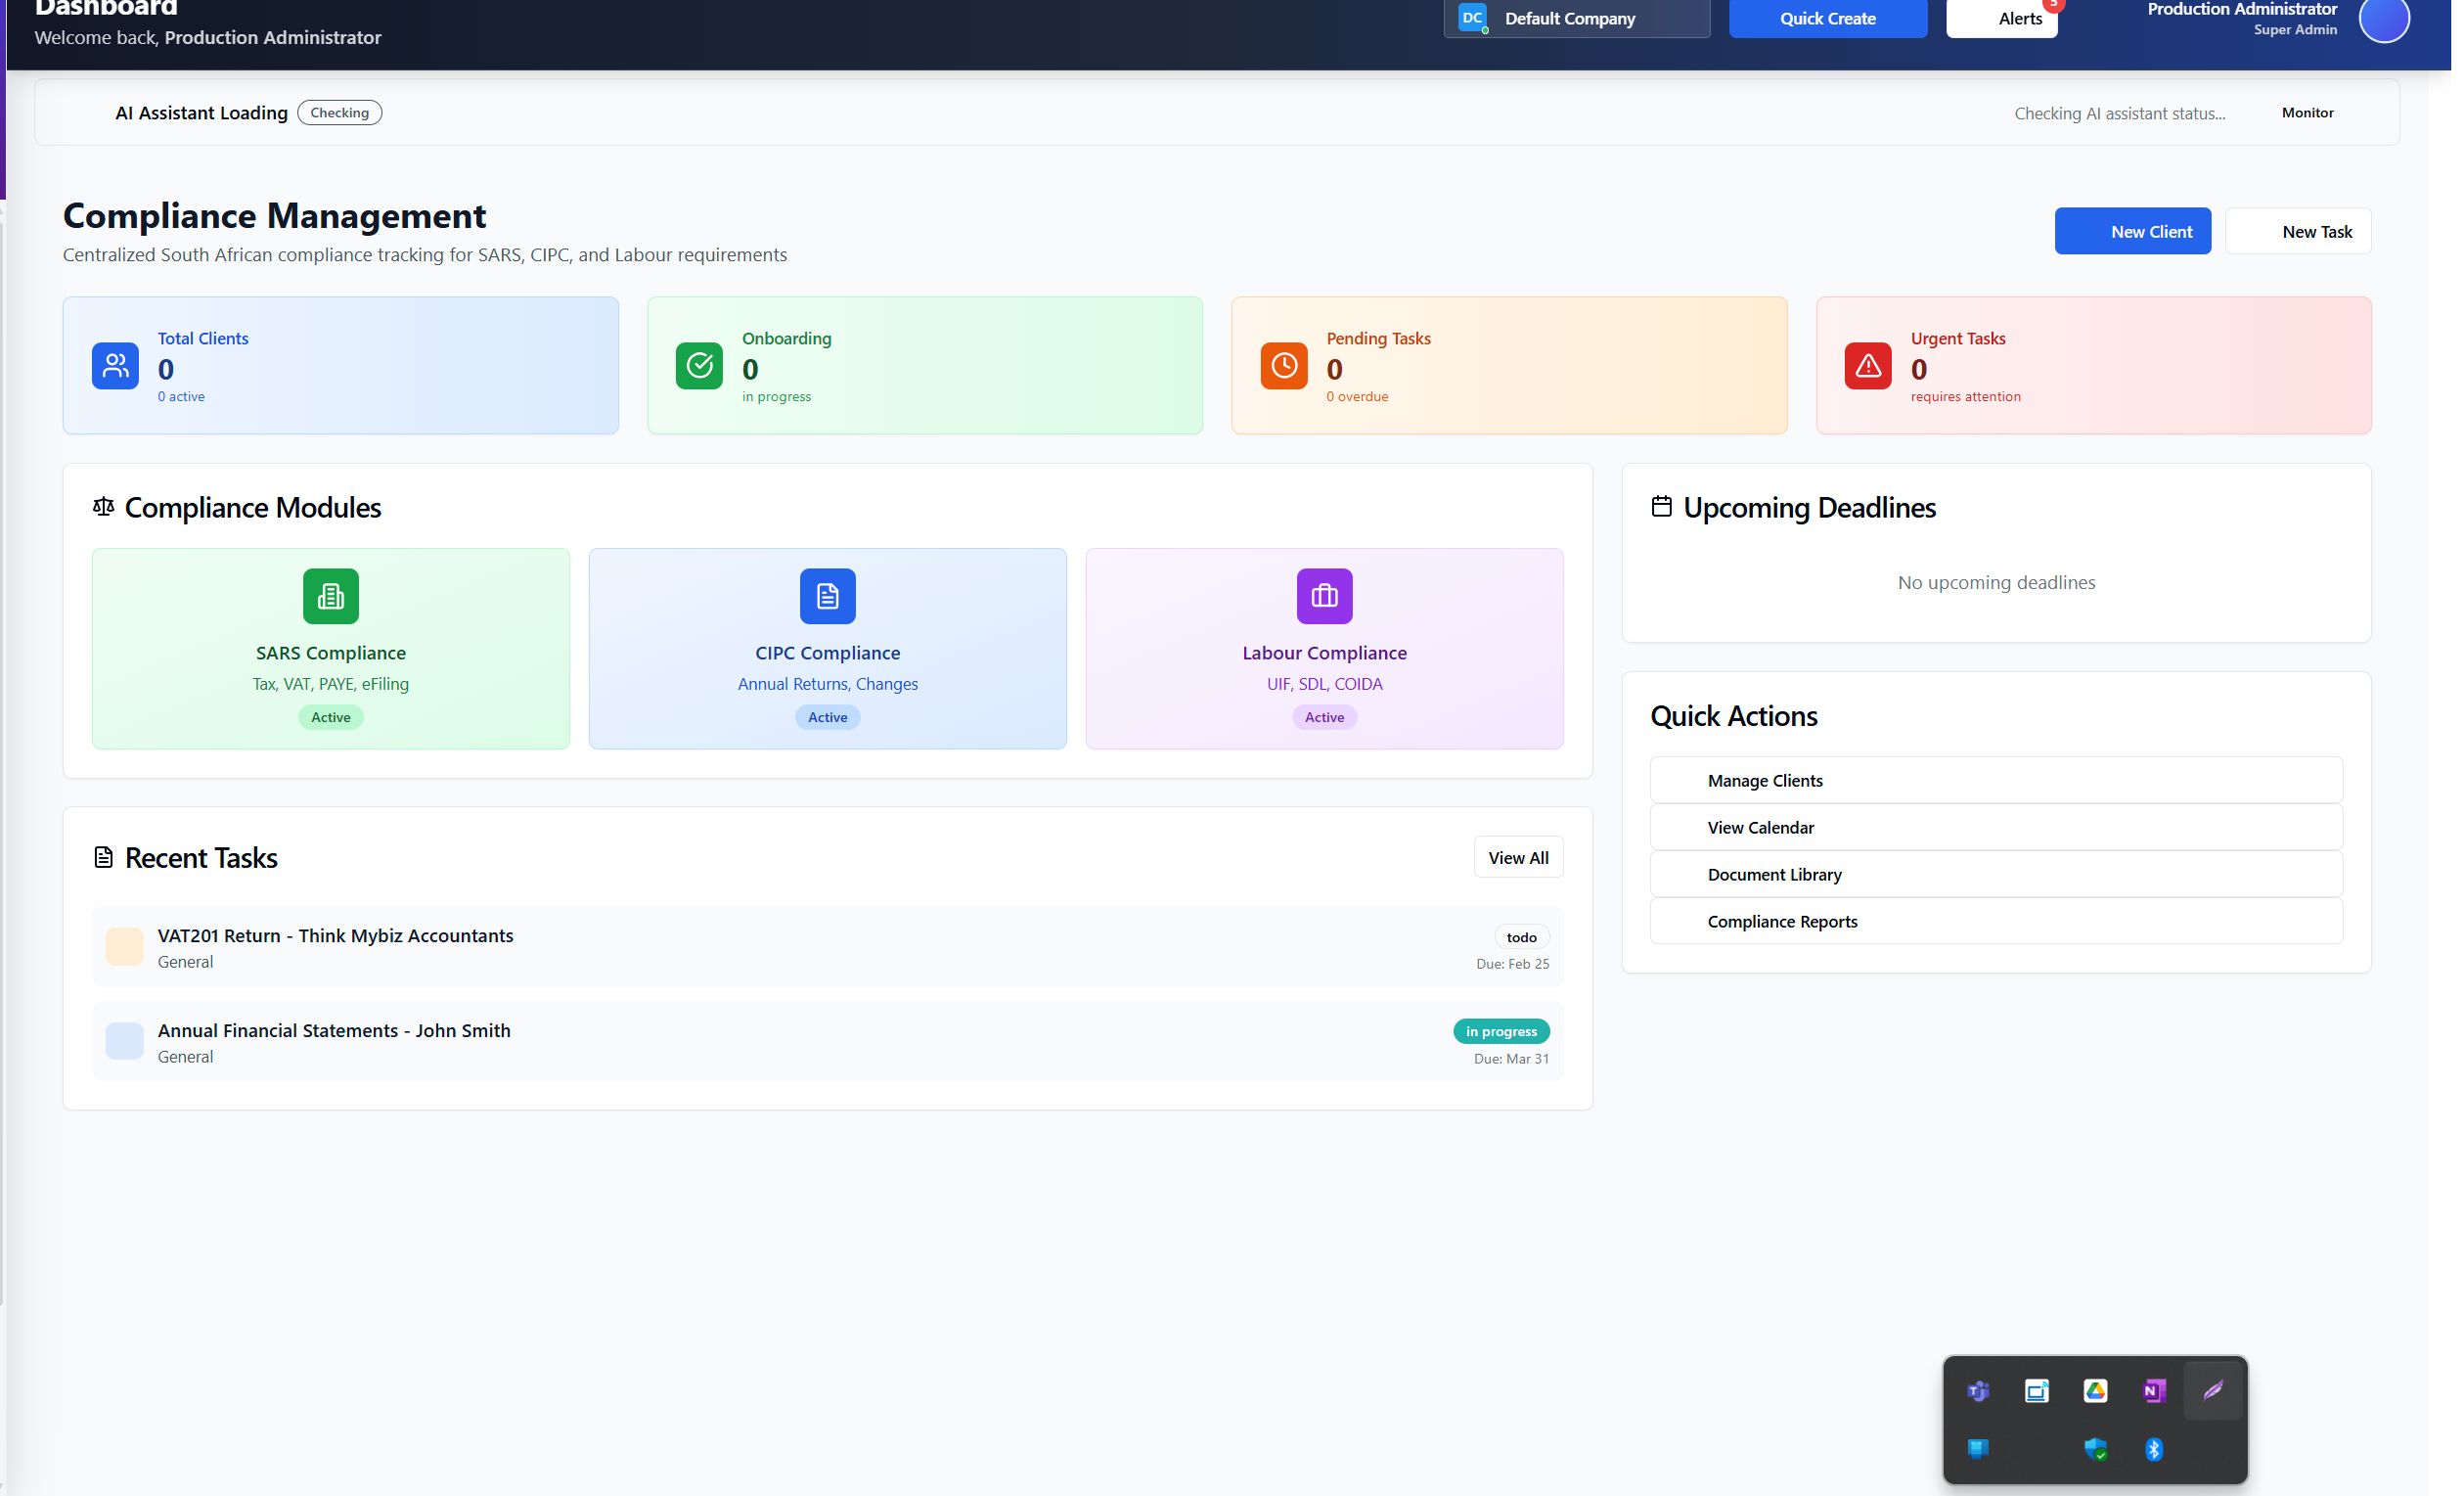 Dashboard
Welcome back, Production Administrator
DC Default Company
Quick Create
Alerts
5
Production Administrator
Super Admin
AI Assistant Loading Checking
Checking AI assistant status...
Monitor
Compliance Management
Centralized South African compliance tracking for SARS, CIPC, and Labour requirements
New Client
New Task
Total Clients
0
0 active
Onboarding
0
in progress
Pending Tasks
0
0 overdue
Urgent Tasks
0
requires attention
Compliance Modules
SARS Compliance
Tax, VAT, PAYE, eFiling
Active
CIPC Compliance
Annual Returns, Changes
Active
Labour Compliance
UIF, SDL, COIDA
Active
Upcoming Deadlines
No upcoming deadlines
Quick Actions
Manage Clients
View Calendar
Document Library
Compliance Reports
Recent Tasks
View All
VAT201 Return - Think Mybiz Accountants
General
todo
Due: Feb 25
Annual Financial Statements - John Smith
General
in progress
Due: Mar 31